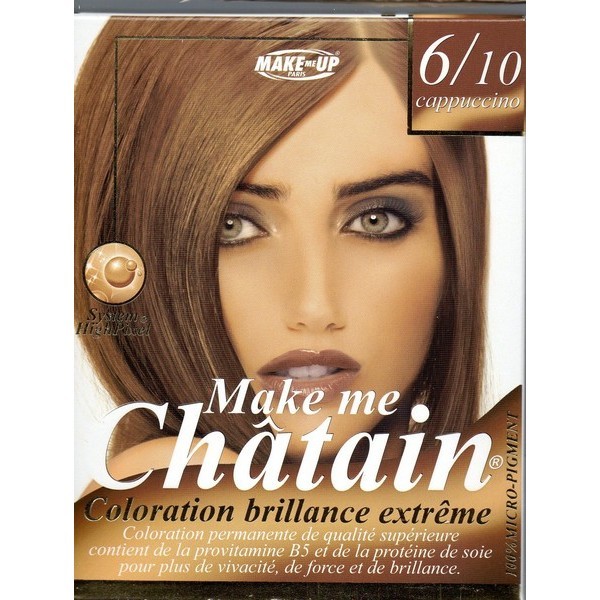 MAKE ME UP®
PARIS
6/10
cappuccino
System®
High Pixel
Make me
Châtain®
Coloration brillance extrême
Coloration permanente de qualité supérieure
contient de la provitamine B5 et de la protéine de soie
pour plus de vivacité, de force et de brillance.
100% MICRO-PIGMENT